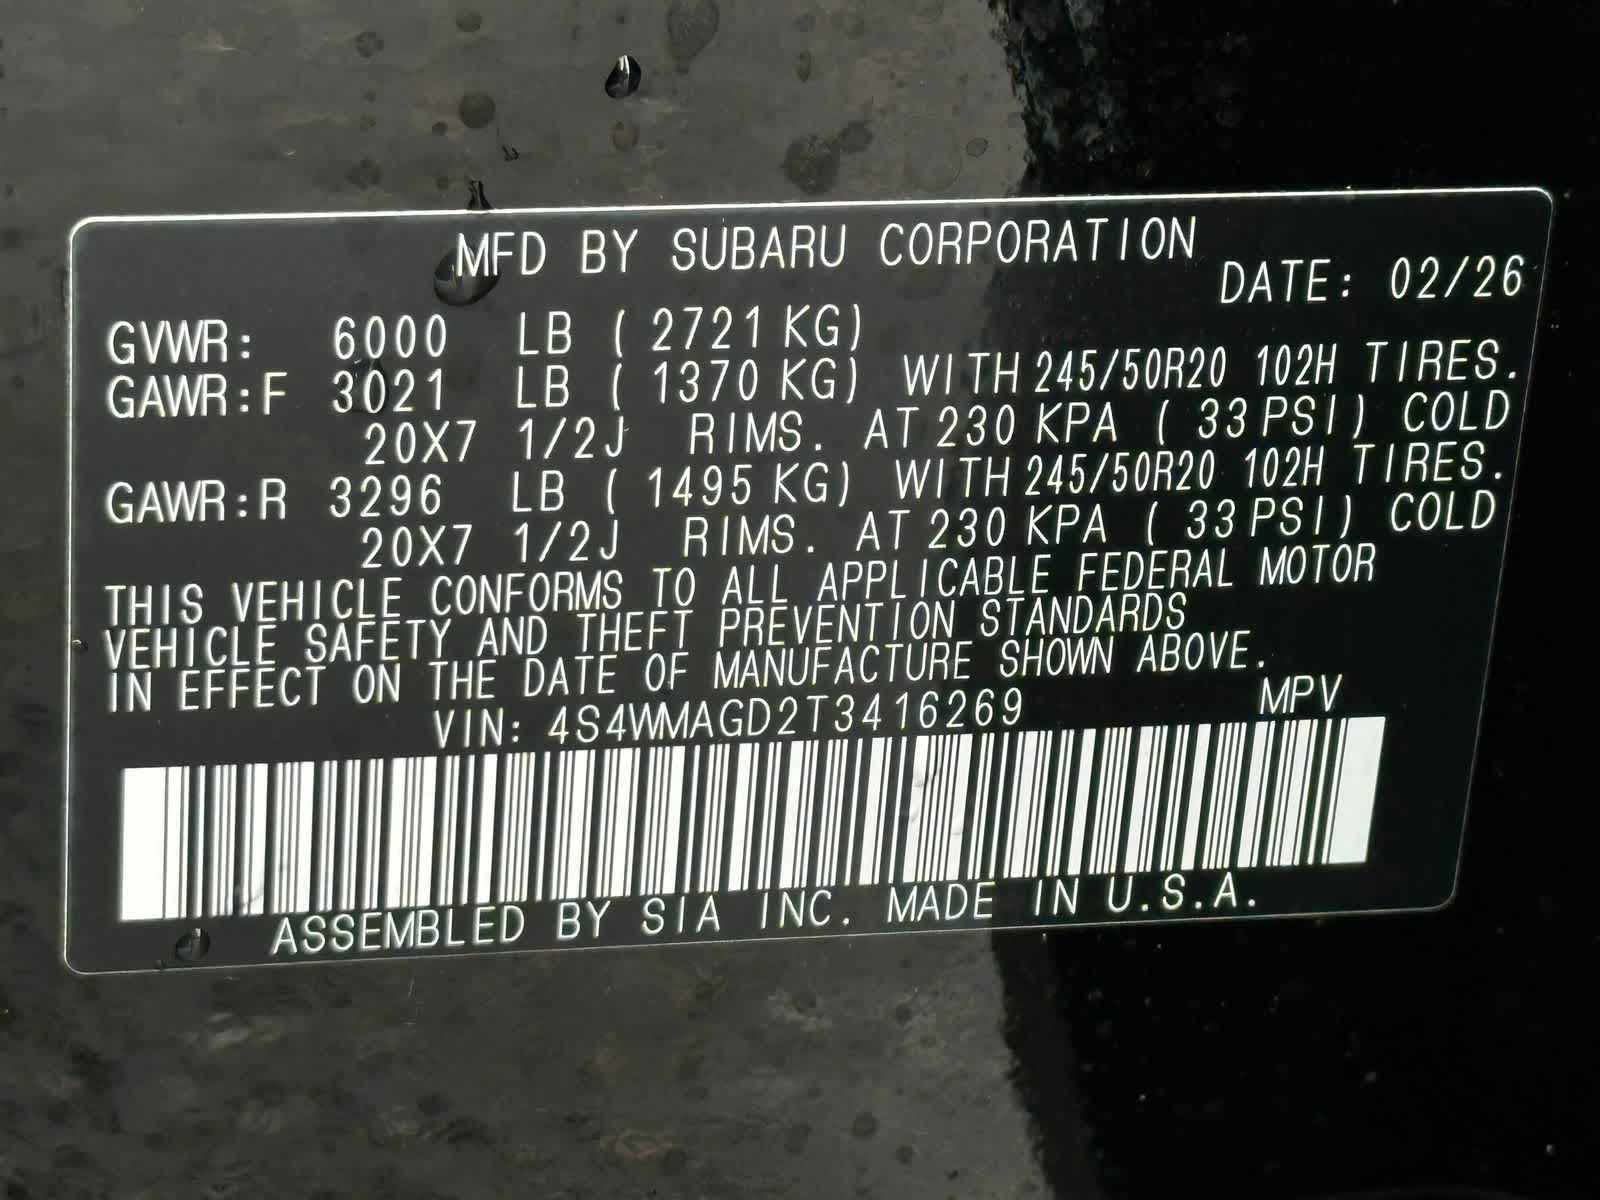 MFD BY SUBARU CORPORATION
DATE: 02/26
GVWR: 6000 LB ( 2721 KG)
GAWR:F 3021 LB ( 1370 KG) WITH 245/50R20 102H TIRES.
20X7 1/2J RIMS. AT 230 KPA ( 33 PSI) COLD
GAWR:R 3296 LB ( 1495 KG) WITH 245/50R20 102H TIRES.
20X7 1/2J RIMS. AT 230 KPA ( 33 PSI) COLD
THIS VEHICLE CONFORMS TO ALL APPLICABLE FEDERAL MOTOR
VEHICLE SAFETY AND THEFT PREVENTION STANDARDS
IN EFFECT ON THE DATE OF MANUFACTURE SHOWN ABOVE.
VIN: 4S4WMAGD2T3416269 MPV
ASSEMBLED BY SIA INC. MADE IN U.S.A.